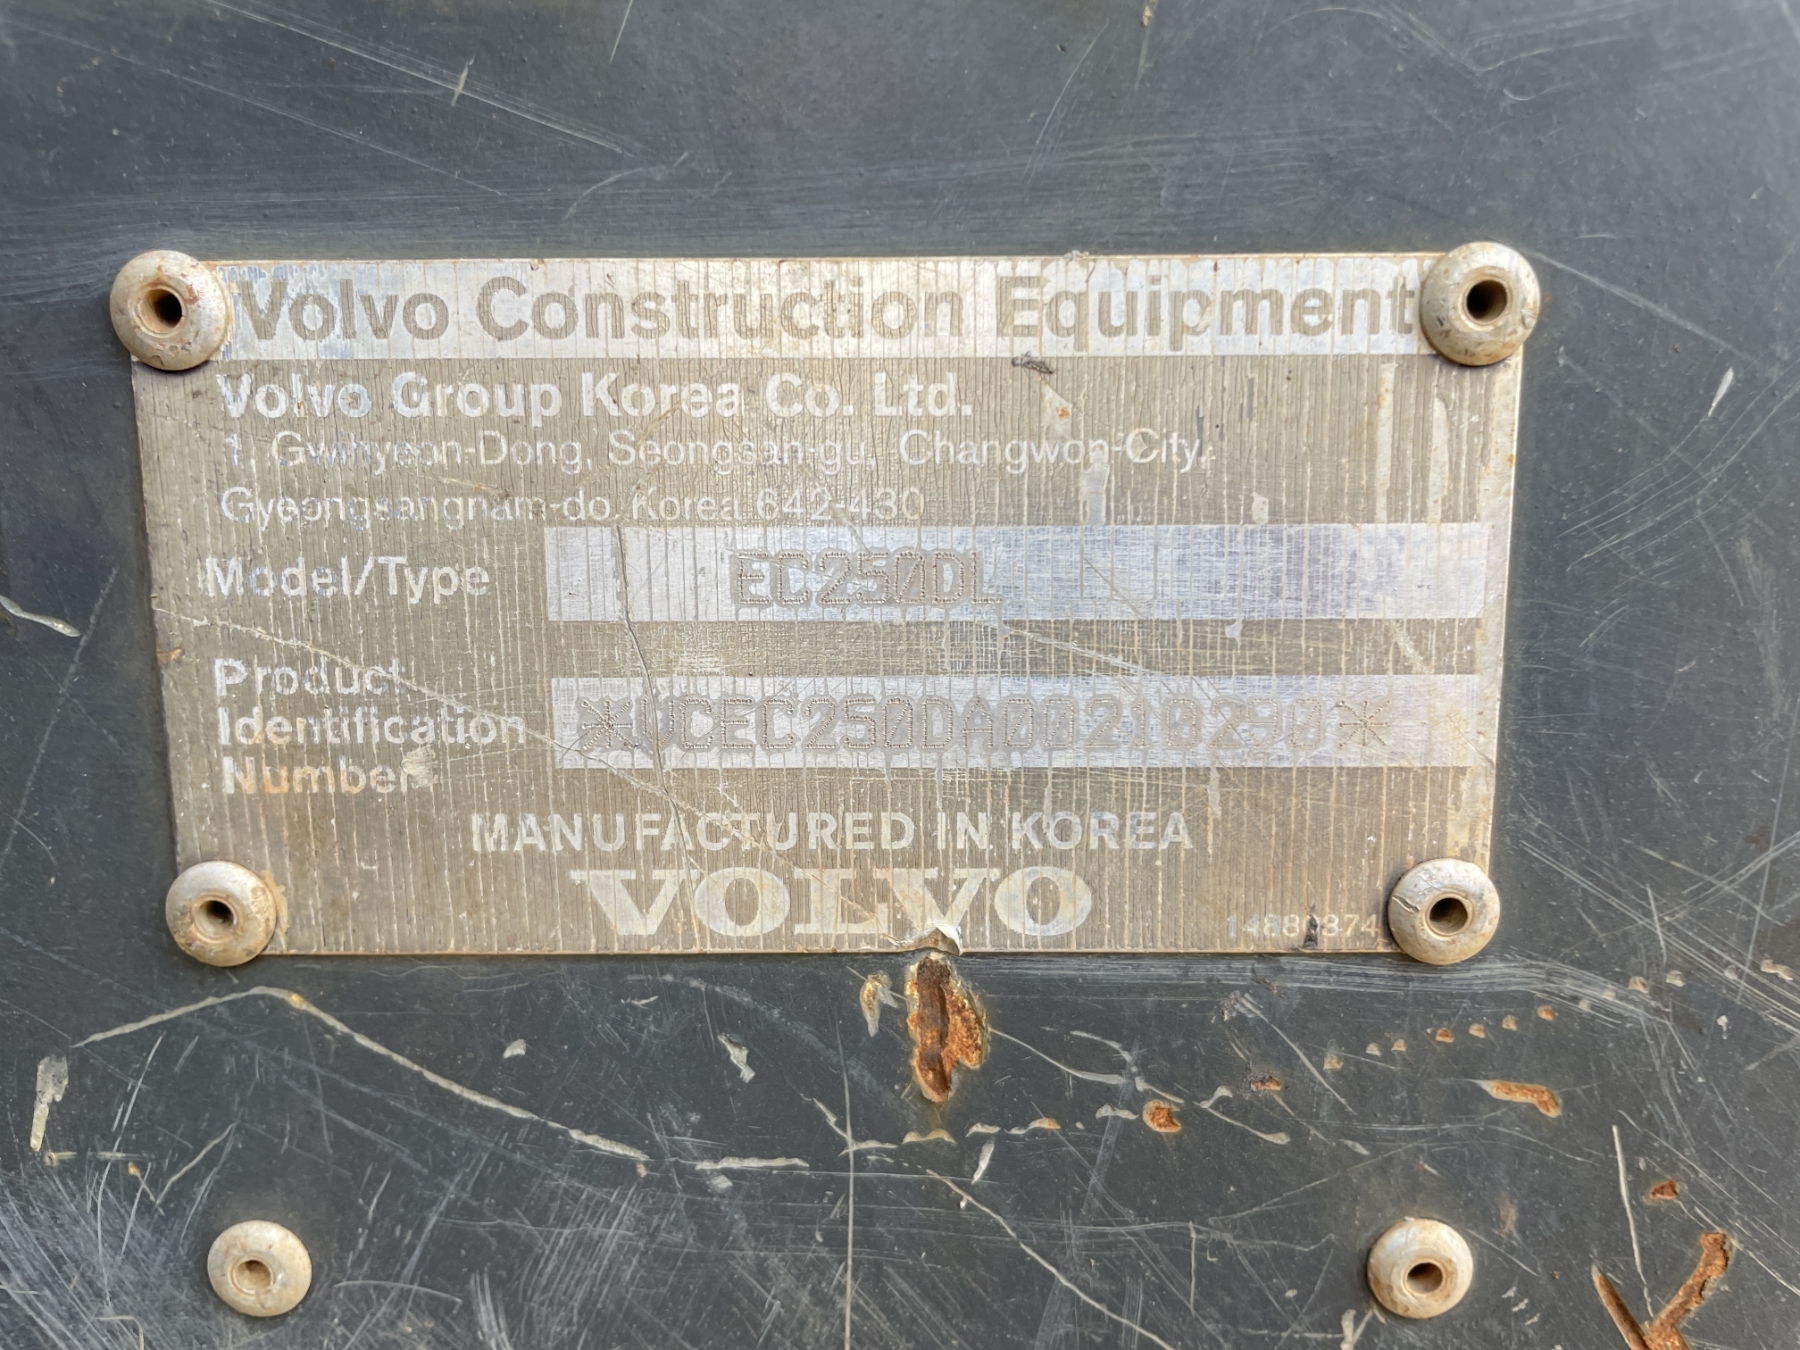 Volvo Construction Equipment
Volvo Group Korea Co. Ltd.
1, Gwihyeon-Dong, Seongsan-gu, Changwon-City,
Gyeongsangnam-do, Korea 642-430
Model/Type EC250DL
Product
Identification *VCEC250DA00210290*
Number
MANUFACTURED IN KOREA
VOLVO